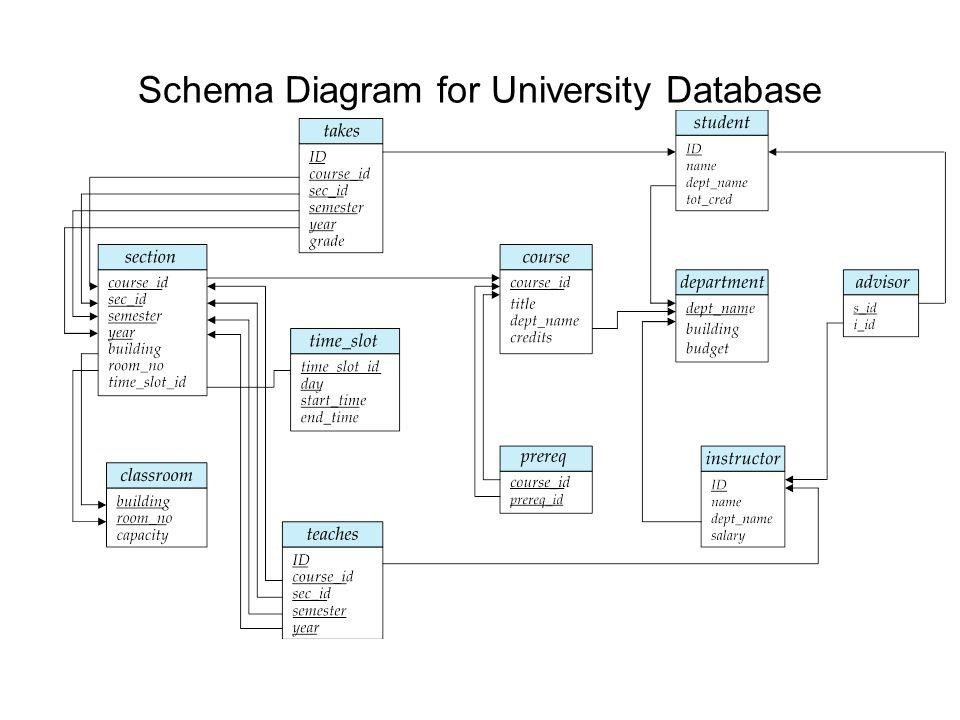 Schema Diagram for University Database
takes
ID
course_id
sec_id
semester
year
grade
student
ID
name
dept_name
tot_cred
section
course_id
sec_id
semester
year
building
room_no
time_slot_id
course
course_id
title
dept_name
credits
department
dept_name
building
budget
advisor
s_id
i_id
time_slot
time_slot_id
day
start_time
end_time
prereq
course_id
prereq_id
instructor
ID
name
dept_name
salary
classroom
building
room_no
capacity
teaches
ID
course_id
sec_id
semester
year